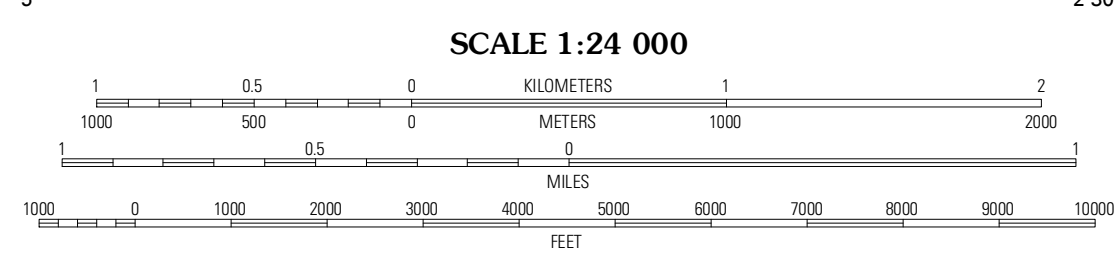 SCALE 1:24 000
1 0.5 0 KILOMETERS 1 2
1000 500 0 METERS 1000 2000
1 0.5 0 1
MILES
1000 0 1000 2000 3000 4000 5000 6000 7000 8000 9000 10000
FEET